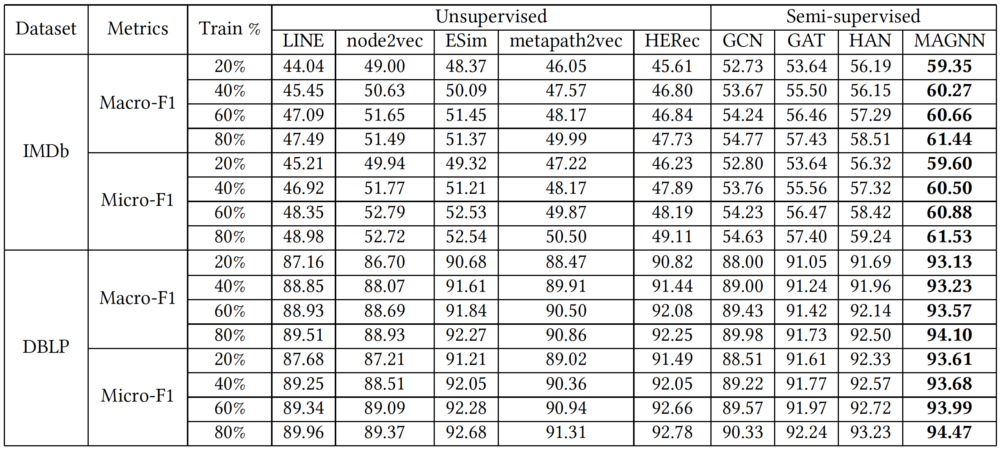 Dataset Metrics Train % Unsupervised Semi-supervised
LINE node2vec ESim metapath2vec HERec GCN GAT HAN MAGNN
IMDb Macro-F1 20% 44.04 49.00 48.37 46.05 45.61 52.73 53.64 56.19 59.35
40% 45.45 50.63 50.09 47.57 46.80 53.67 55.50 56.15 60.27
60% 47.09 51.65 51.45 48.17 46.84 54.24 56.46 57.29 60.66
80% 47.49 51.49 51.37 49.99 47.73 54.77 57.43 58.51 61.44
Micro-F1 20% 45.21 49.94 49.32 47.22 46.23 52.80 53.64 56.32 59.60
40% 46.92 51.77 51.21 48.17 47.89 53.76 55.56 57.32 60.50
60% 48.35 52.79 52.53 49.87 48.19 54.23 56.47 58.42 60.88
80% 48.98 52.72 52.54 50.50 49.11 54.63 57.40 59.24 61.53
DBLP Macro-F1 20% 87.16 86.70 90.68 88.47 90.82 88.00 91.05 91.69 93.13
40% 88.85 88.07 91.61 89.91 91.44 89.00 91.24 91.96 93.23
60% 88.93 88.69 91.84 90.50 92.08 89.43 91.42 92.14 93.57
80% 89.51 88.93 92.27 90.86 92.25 89.98 91.73 92.50 94.10
Micro-F1 20% 87.68 87.21 91.21 89.02 91.49 88.51 91.61 92.33 93.61
40% 89.25 88.51 92.05 90.36 92.05 89.22 91.77 92.57 93.68
60% 89.34 89.09 92.28 90.94 92.66 89.57 91.97 92.72 93.99
80% 89.96 89.37 92.68 91.31 92.78 90.33 92.24 93.23 94.47